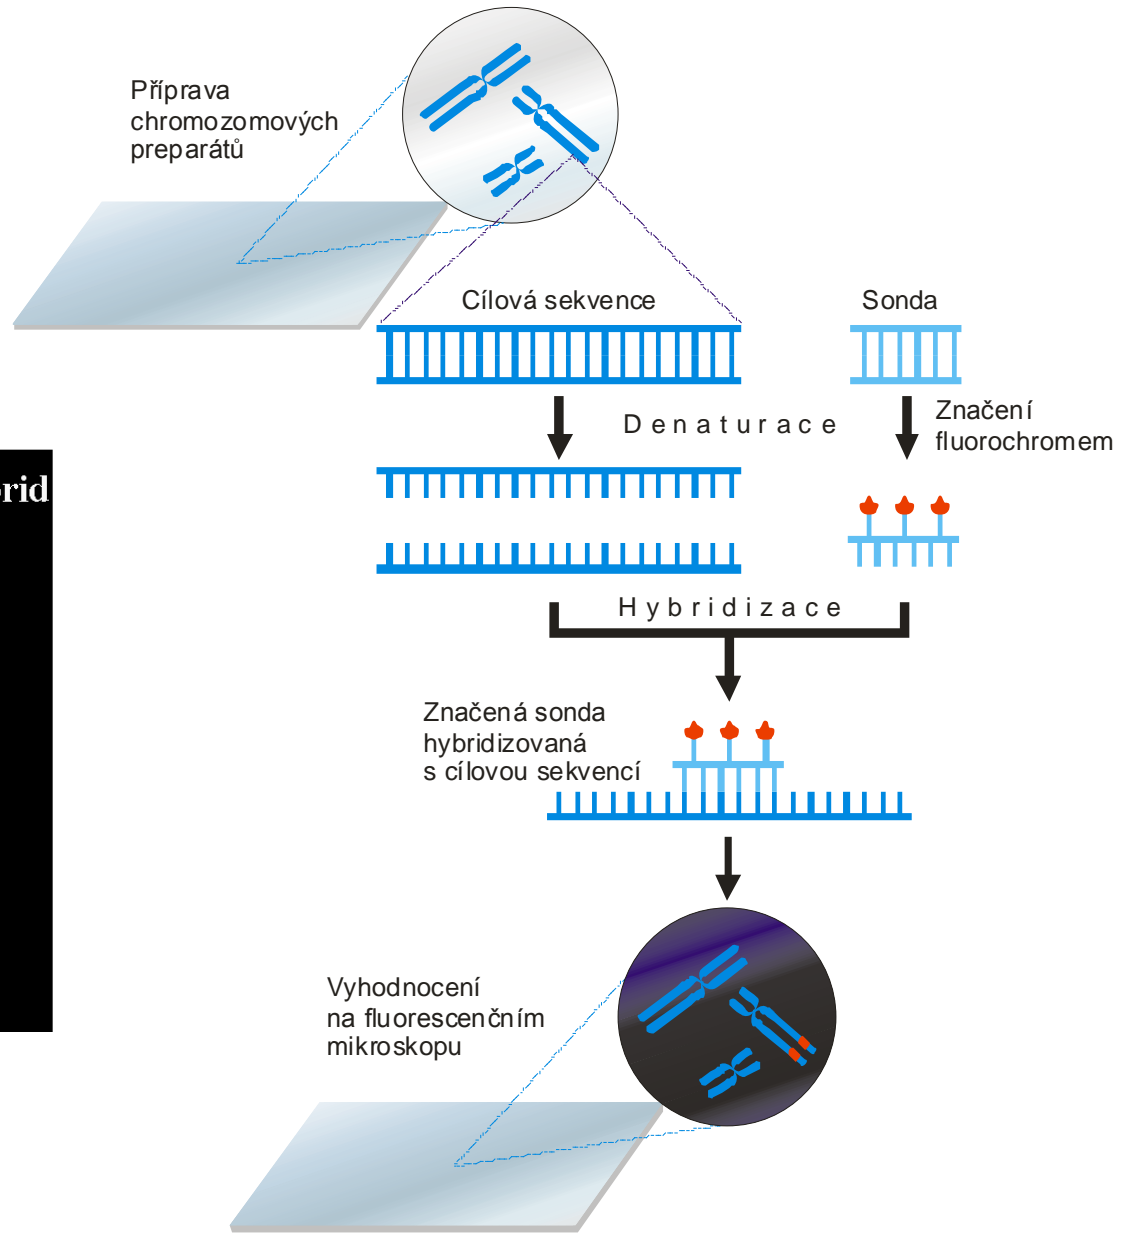 Příprava
chromozomových
preparátů
Cílová sekvence
Sonda
Denaturace
Značení
fluorochromem
rid
Hybridizace
Značená sonda
hybridizovaná
s cílovou sekvencí
Vyhodnocení
na fluorescenčním
mikroskopu